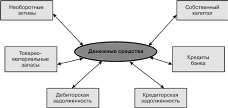 Необоротные
активы
Собственный
капитал
Товарно-
материальные
запасы
Денежные средства
Кредиты
банка
Дебиторская
задолженность
Кредиторская
задолженность